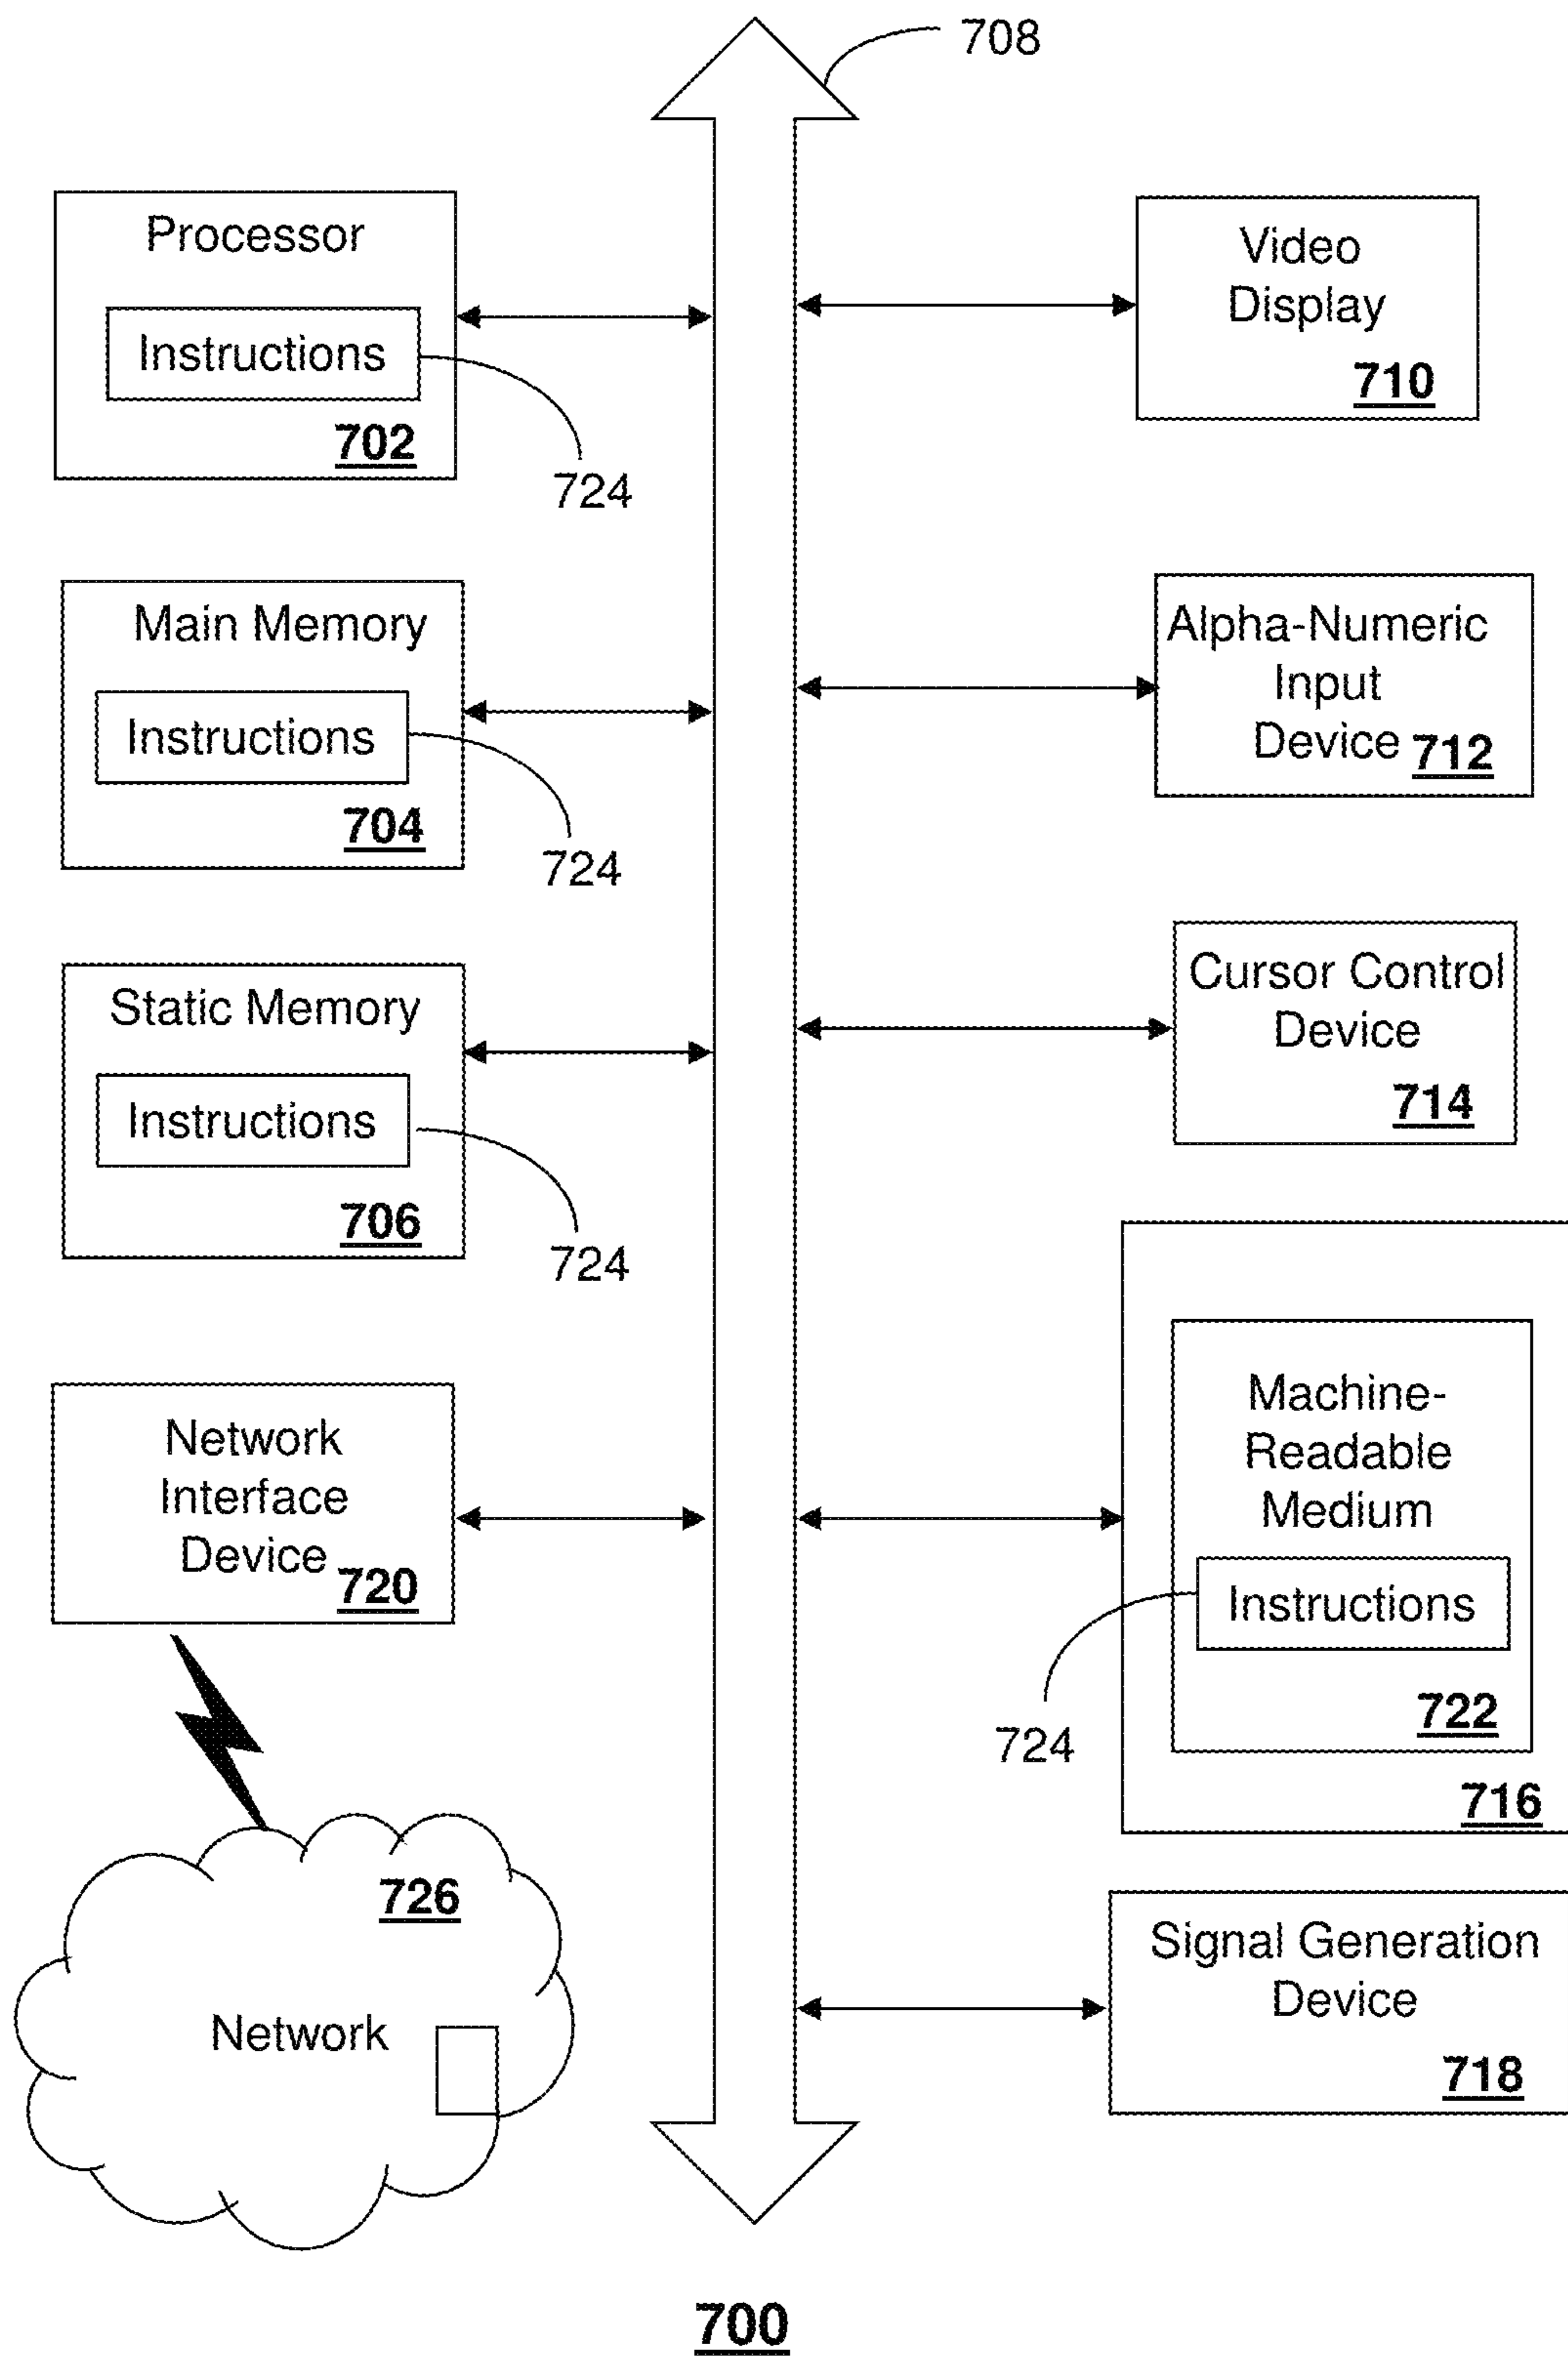 708
Processor
Instructions
702
724
Main Memory
Instructions
704
724
Static Memory
Instructions
706
724
Network
Interface
Device
720
726
Network
Video
Display
710
Alpha-Numeric
Input
Device 712
Cursor Control
Device
714
Machine-
Readable
Medium
Instructions
722
724
716
Signal Generation
Device
718
700